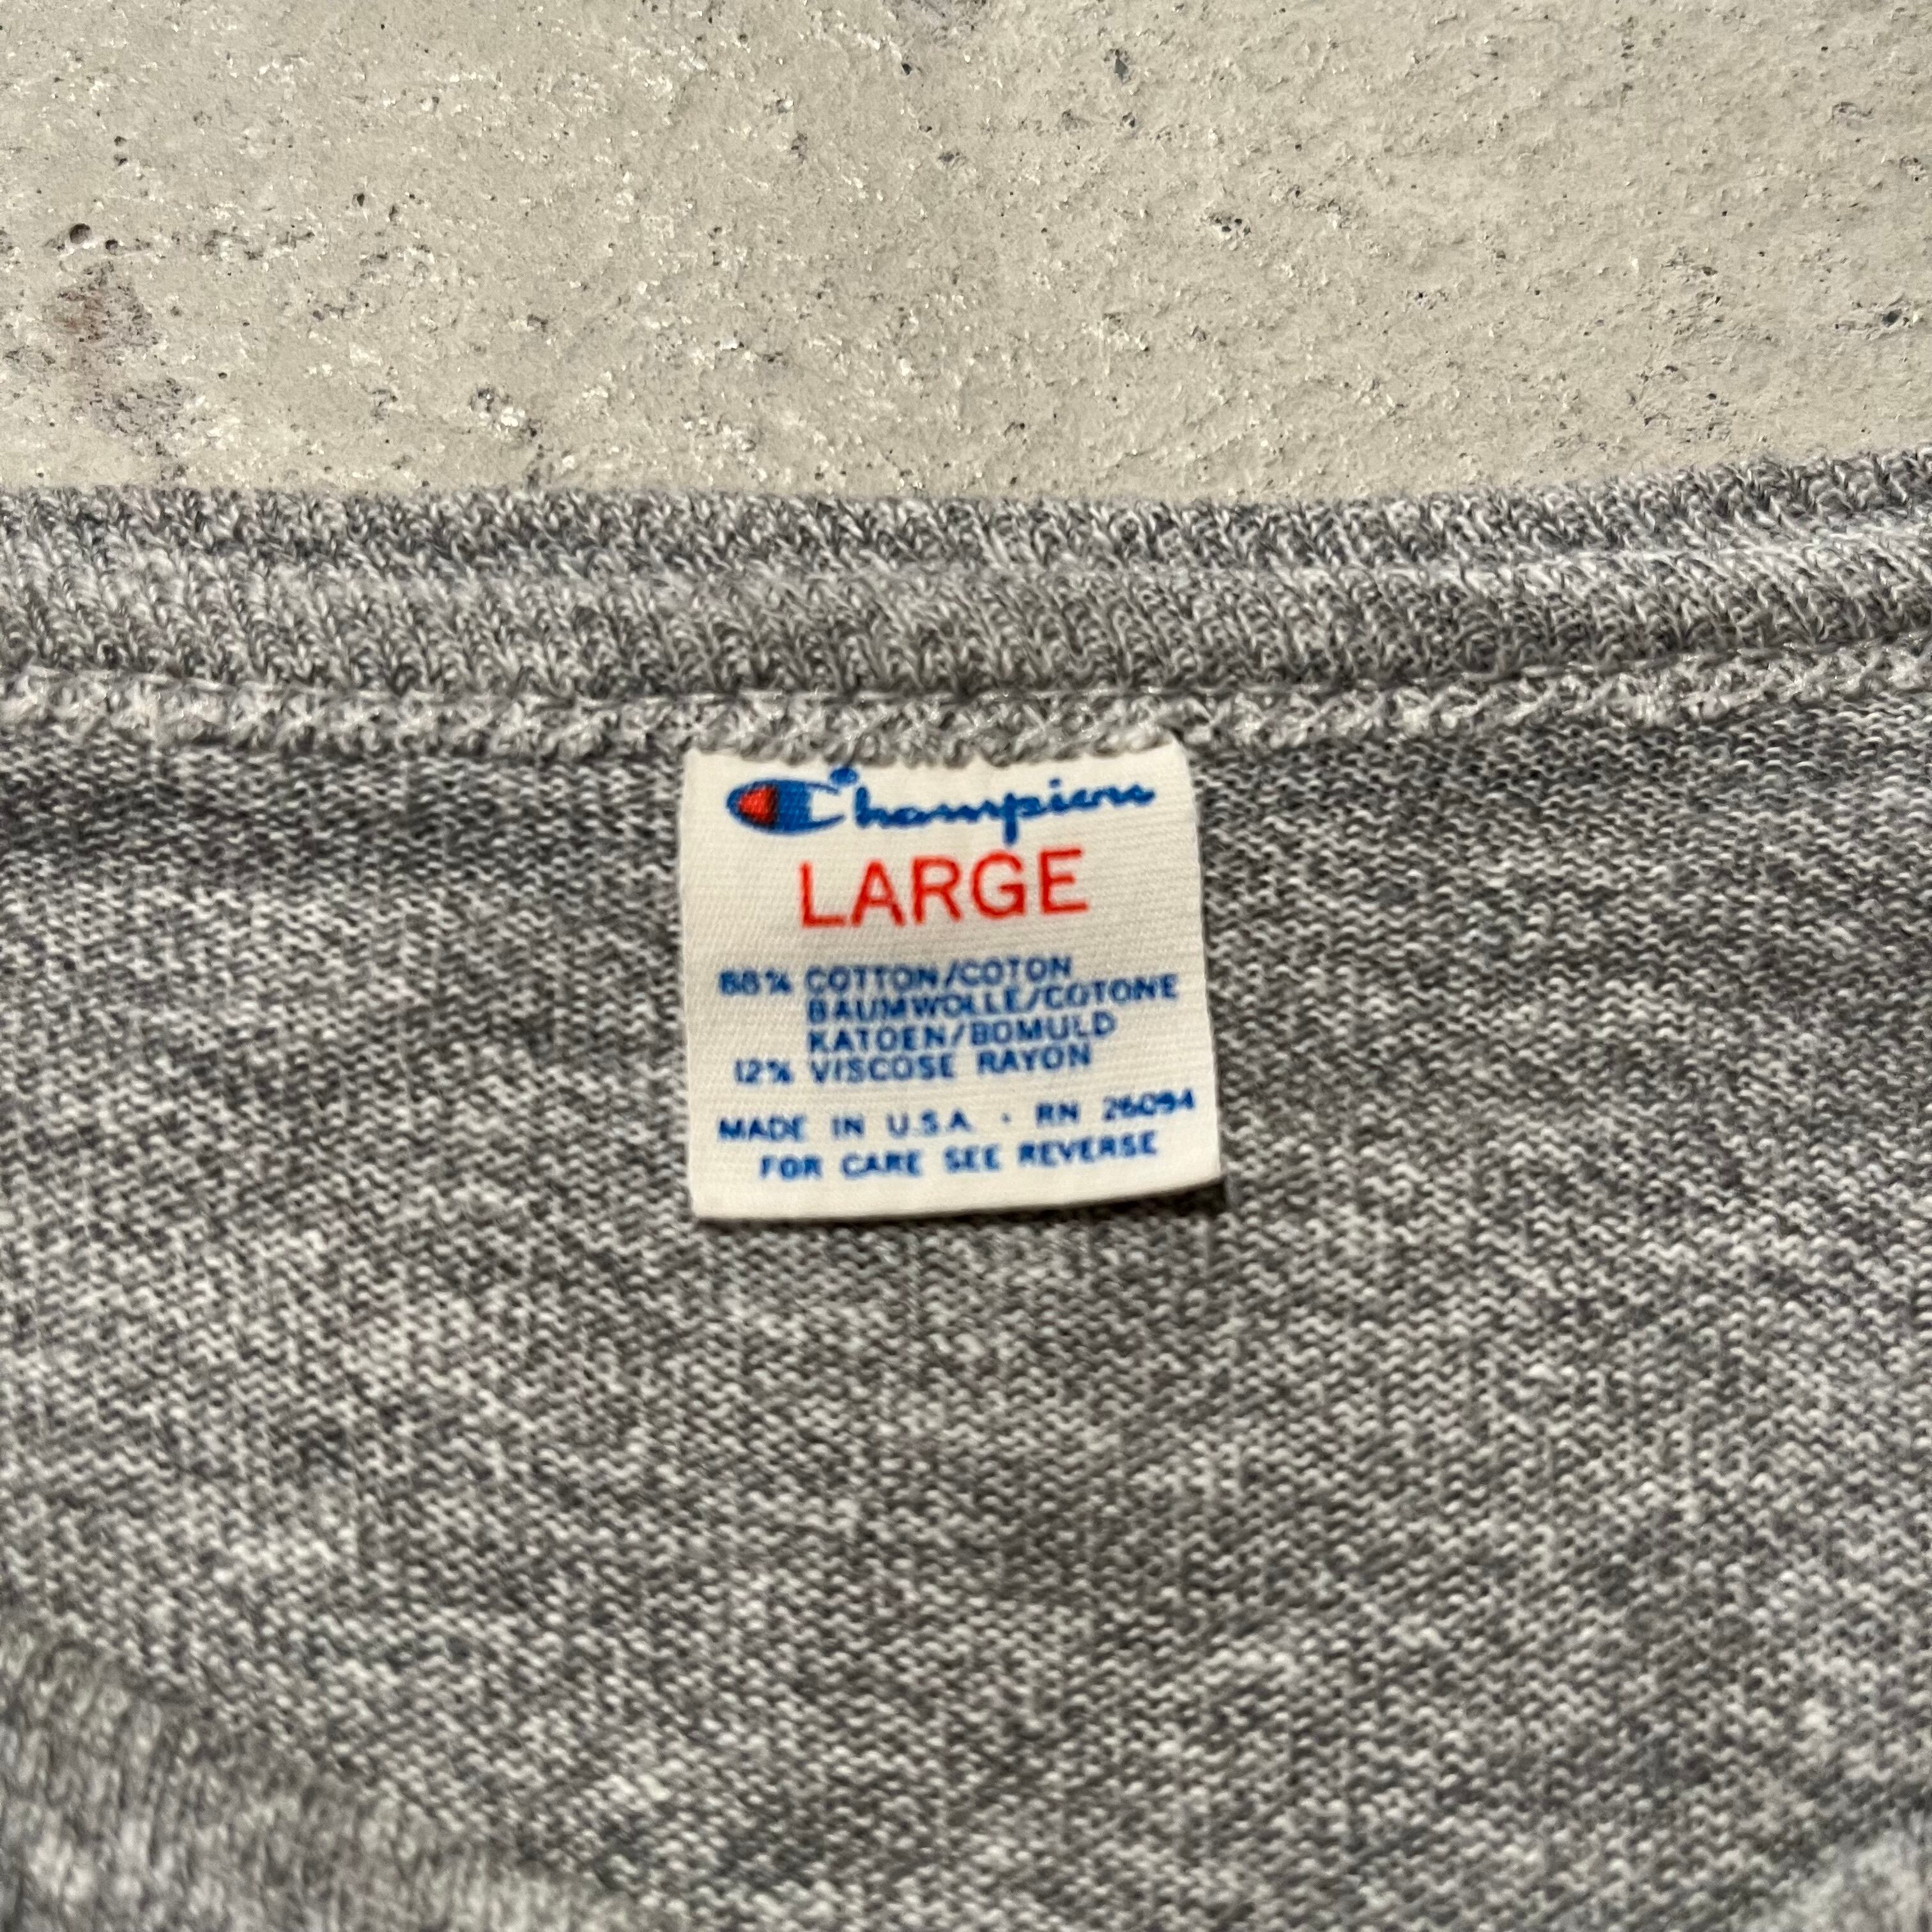 Champion
LARGE
88% COTTON/COTON
BAUMWOLLE/COTONE
KATOEN/BOMULD
12% VISCOSE RAYON
MADE IN U.S.A. · RN 26094
FOR CARE SEE REVERSE